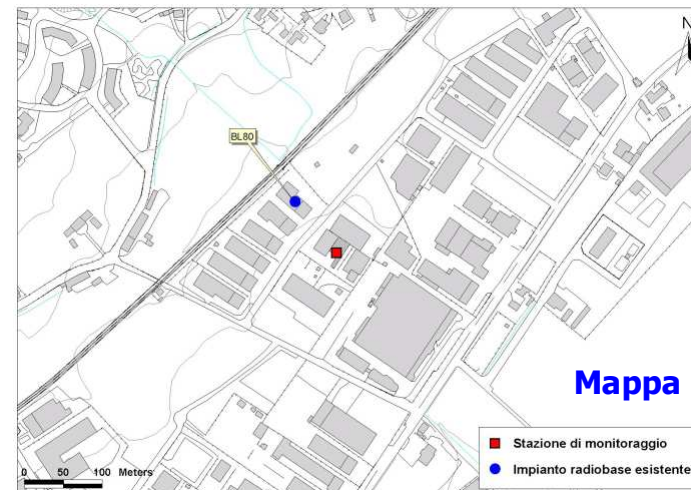 N
BL80
Mappa
Stazione di monitoraggio
Impianto radiobase esistente
0 50 100 Meters